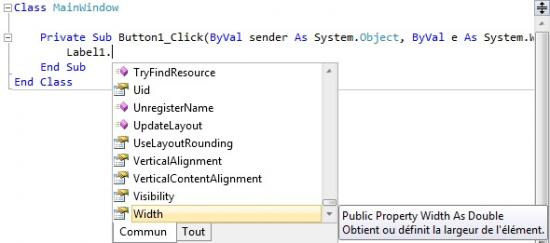 Class MainWindow
Private Sub Button1_Click(ByVal sender As System.Object, ByVal e As System.W
Label1.
End Sub
End Class
TryFindResource
Uid
UnregisterName
UpdateLayout
UseLayoutRounding
VerticalAlignment
VerticalContentAlignment
Visibility
Width
Commun Tout
Public Property Width As Double
Obtient ou définit la largeur de l'élément.